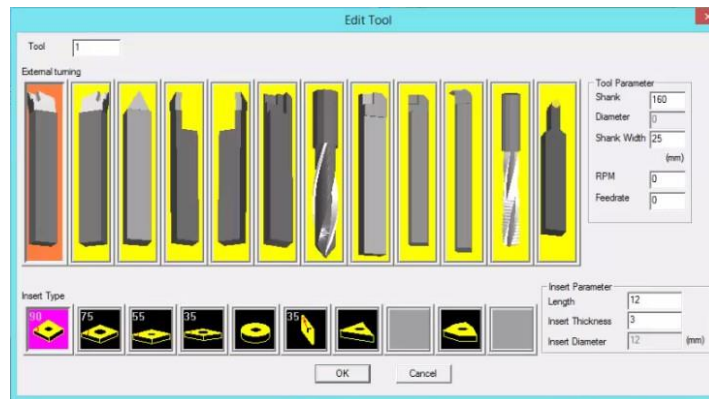 Edit Tool
x
Tool 1
External turning
Tool Parameter
Shank 160
Diameter 0
Shank Width 25
(mm)
RPM 0
Feedrate 0
Insert Type
90 75 55 35 35
Insert Parameter
Length 12
Insert Thickness 3
Insert Diameter 12 (mm)
OK Cancel